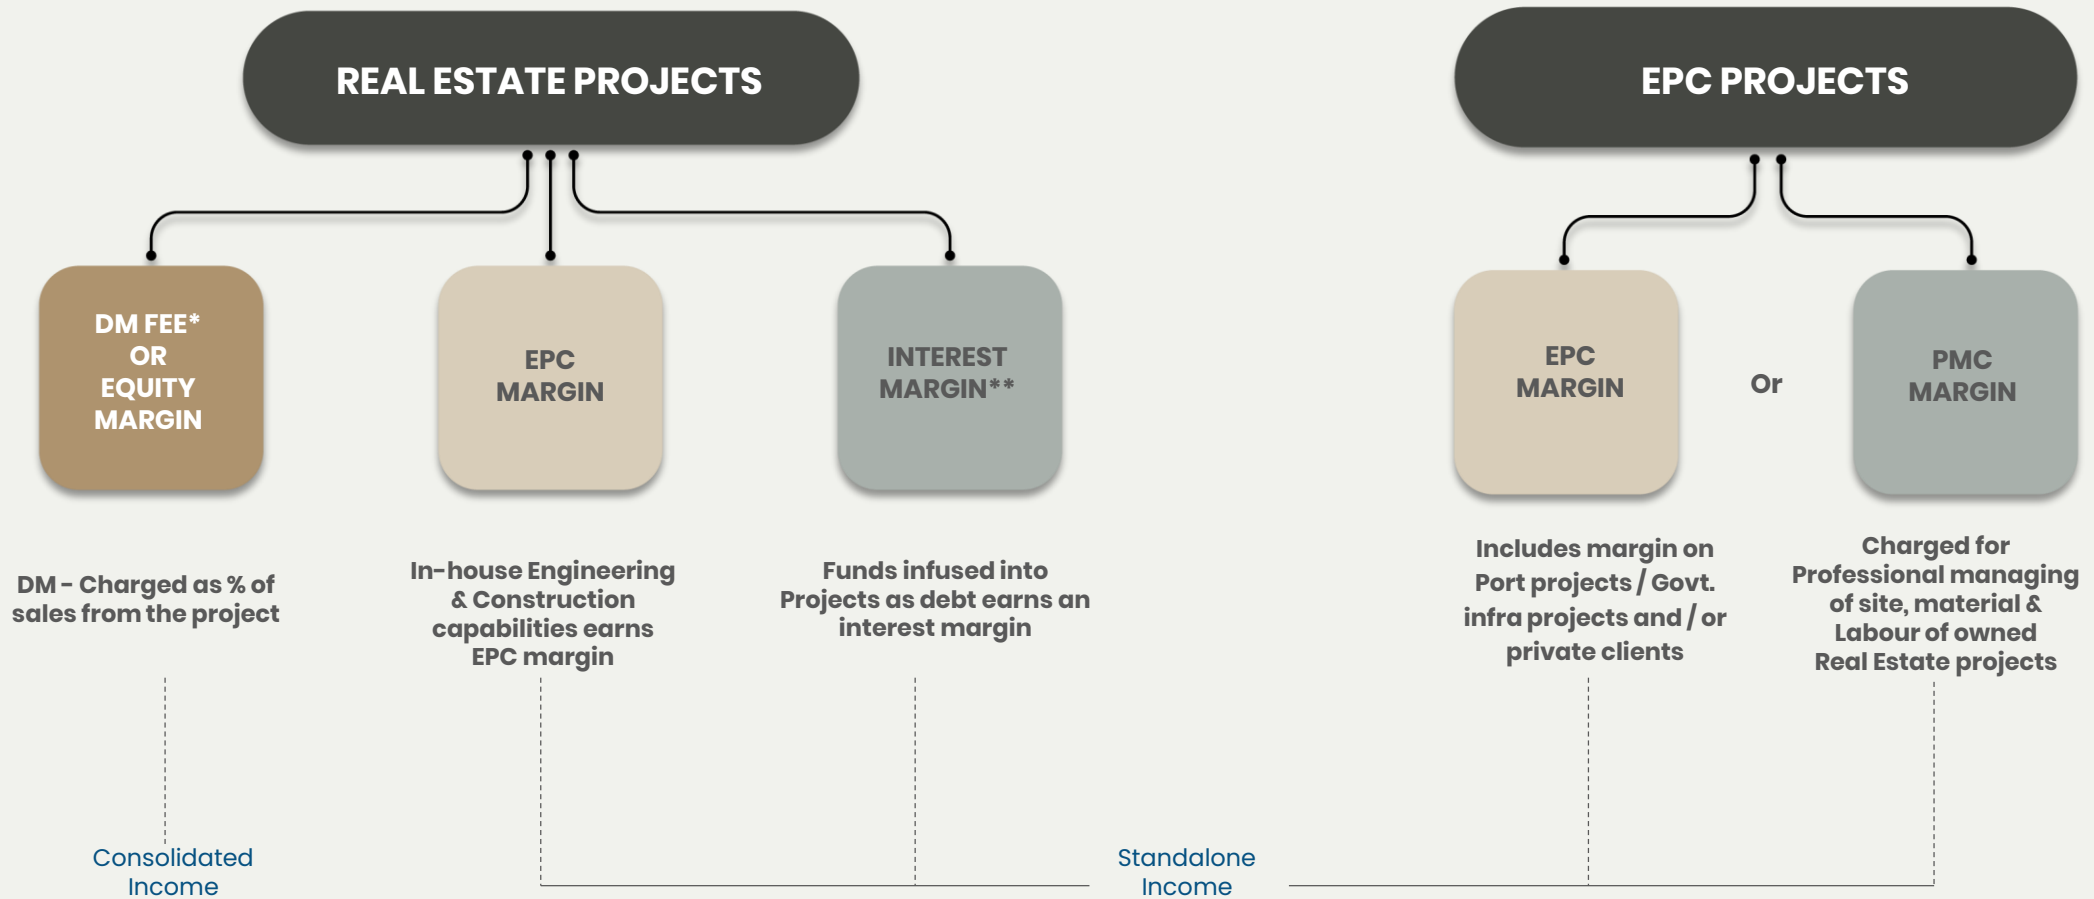 REAL ESTATE PROJECTS
EPC PROJECTS
DM FEE*
OR
EQUITY
MARGIN
EPC
MARGIN
INTEREST
MARGIN**
EPC
MARGIN
Or
PMC
MARGIN
DM – Charged as % of
sales from the project
In-house Engineering
& Construction
capabilities earns
EPC margin
Funds infused into
Projects as debt earns an
interest margin
Includes margin on
Port projects / Govt.
infra projects and / or
private clients
Charged for
Professional managing
of site, material &
Labour of owned
Real Estate projects
Consolidated
Income
Standalone
Income